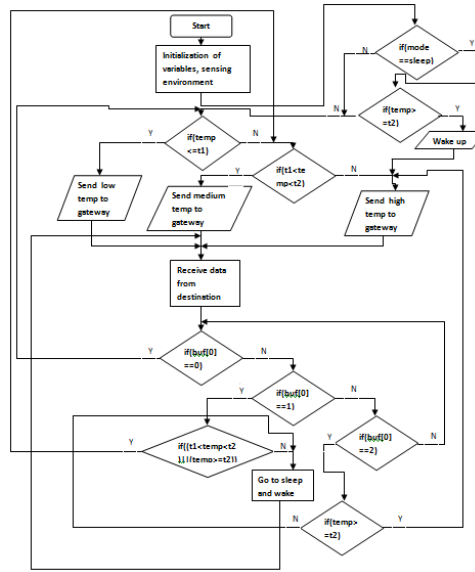 Start
Initialization of
variables, sensing
environment
if(mode
==sleep)
Y
N
if(temp>
=t2)
Y
Wake up
if(temp
<=t1)
Y
N
if(t1<te
mp<t2)
Y
N
Send low
temp to
gateway
Send medium
temp to
gateway
Send high
temp to
gateway
Receive data
from
destination
if(buf[0]
==0)
Y
N
if(buf[0]
==1)
Y
N
if(buf[0]
==2)
Y
N
if((t1<temp<t2
),||(temp>=t2))
Y
N
Go to sleep
and wake
if(temp>
=t2)
N
Y